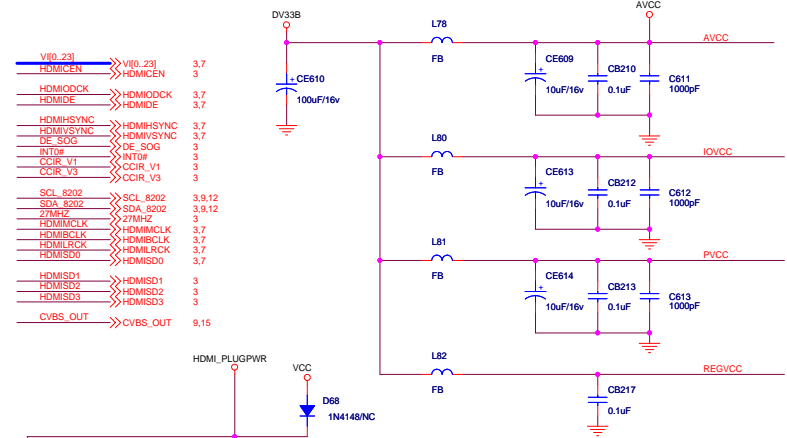 DV33B
AVCC
L78
AVCC
FB
VI[0..23]
VI[0..23] 3,7
HDMICEN
HDMICEN 3
HDMIODCK
HDMIODCK 3,7
HDMIDE
HDMIDE 3,7
HDMIHSYNC
HDMIHSYNC 3,7
HDMIVSYNC
HDMIVSYNC 3,7
DE_SOG
DE_SOG 3
INT0#
INT0# 3
CCIR_V1
CCIR_V1 3
CCIR_V3
CCIR_V3 3
SCL_8202
SCL_8202 3,9,12
SDA_8202
SDA_8202 3,9,12
27MHZ
27MHZ 3
HDMIMCLK
HDMIMCLK 3,7
HDMIBCLK
HDMIBCLK 3,7
HDMILRCK
HDMILRCK 3,7
HDMISD0
HDMISD0 3,7
HDMISD1
HDMISD1 3
HDMISD2
HDMISD2 3
HDMISD3
HDMISD3 3
CVBS_OUT
CVBS_OUT 9,15
+ CE610
100uF/16v
+
CE609
10uF/16v
CB210
0.1uF
C611
1000pF
L80
IOVCC
FB
+
CE613
10uF/16v
CB212
0.1uF
C612
1000pF
L81
PVCC
FB
+
CE614
10uF/16v
CB213
0.1uF
C613
1000pF
L82
REGVCC
FB
CB217
0.1uF
HDMI_PLUGPWR
VCC
D68
1N4148/NC